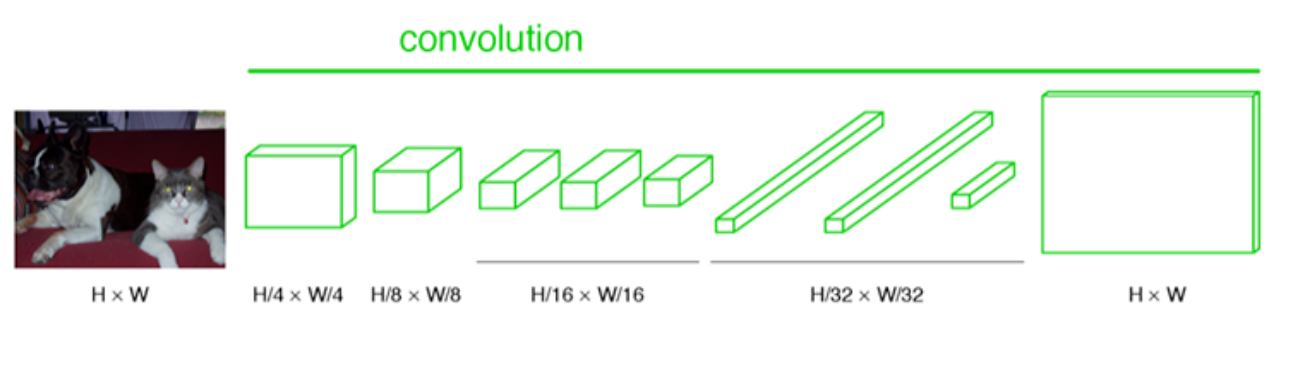 convolution
H × W
H/4 × W/4
H/8 × W/8
H/16 × W/16
H/32 × W/32
H × W